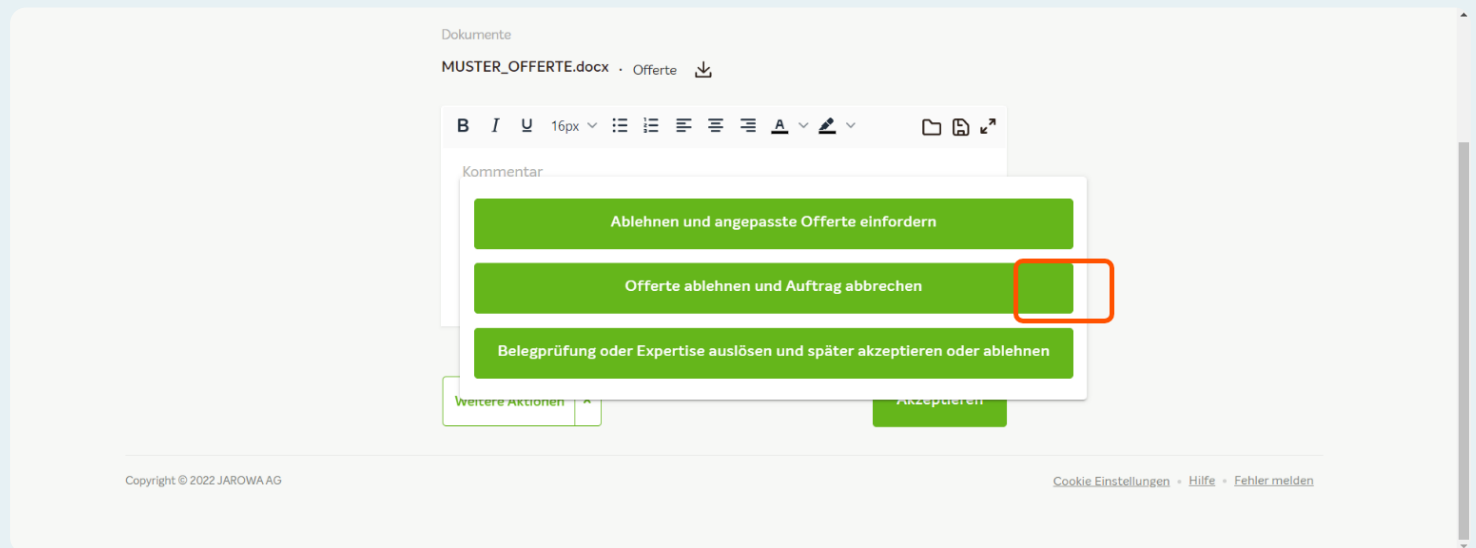 Dokumente
MUSTER_OFFERTE.docx · Offerte
B I U 16px A
Kommentar
Ablehnen und angepasste Offerte einfordern
Offerte ablehnen und Auftrag abbrechen
Belegprüfung oder Expertise auslösen und später akzeptieren oder ablehnen
Weitere Aktionen
Akzeptieren
Copyright © 2022 JAROWA AG
Cookie Einstellungen • Hilfe • Fehler melden